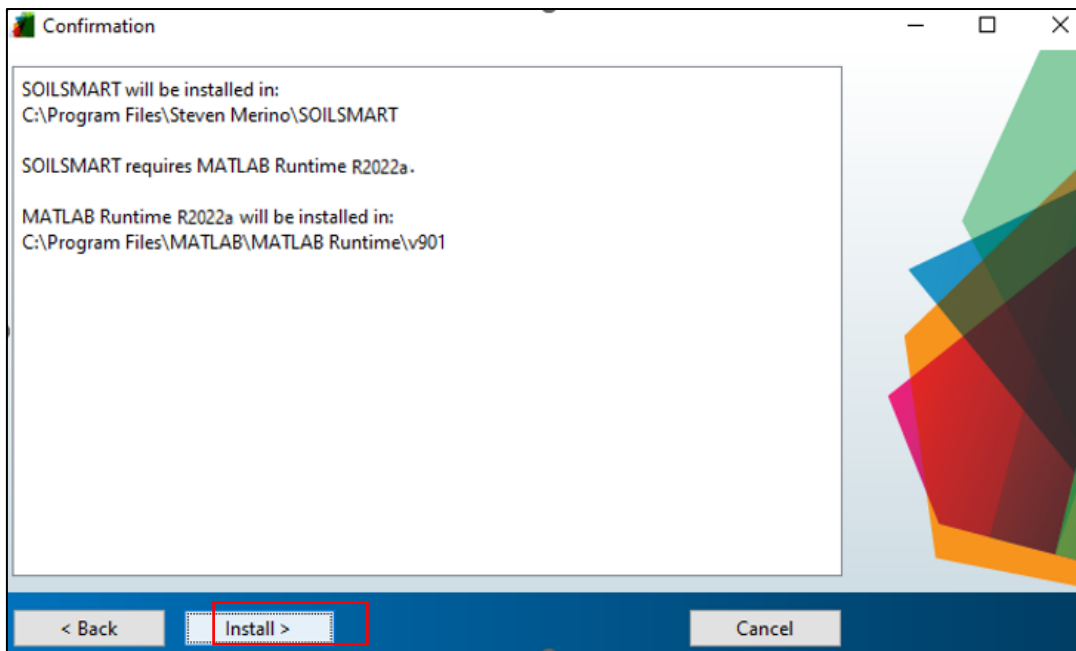 Confirmation
SOILSMART will be installed in:
C:\Program Files\Steven Merino\SOILSMART
SOILSMART requires MATLAB Runtime R2022a.
MATLAB Runtime R2022a will be installed in:
C:\Program Files\MATLAB\MATLAB Runtime\v901
< Back
Install >
Cancel